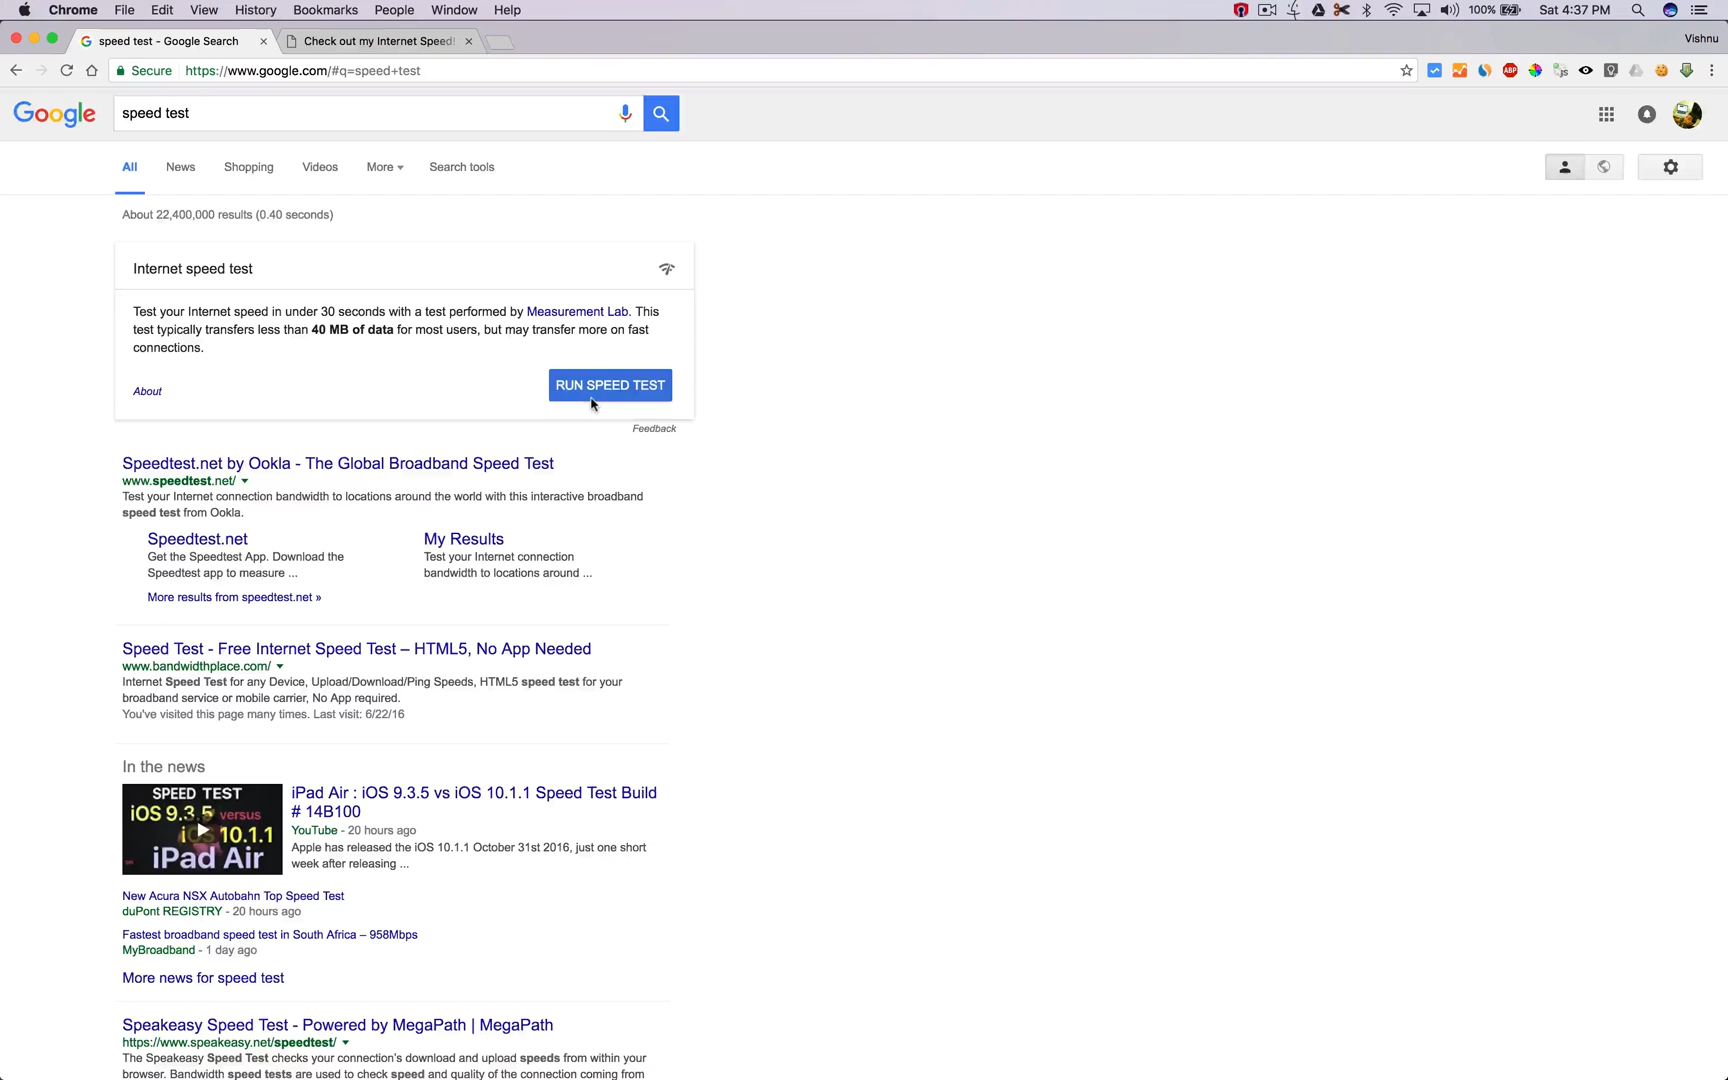 Chrome File Edit View History Bookmarks People Window Help 100% Sat 4:37 PM
speed test - Google Search Check out my Internet Speed! Vishnu
Secure https://www.google.com/#q=speed+test ABP
Google speed test
All News Shopping Videos More Search tools
About 22,400,000 results (0.40 seconds)
Internet speed test
Test your Internet speed in under 30 seconds with a test performed by Measurement Lab. This
test typically transfers less than 40 MB of data for most users, but may transfer more on fast
connections.
About RUN SPEED TEST
Feedback
Speedtest.net by Ookla - The Global Broadband Speed Test
www.speedtest.net/
Test your Internet connection bandwidth to locations around the world with this interactive broadband
speed test from Ookla.
Speedtest.net My Results
Get the Speedtest App. Download the Test your Internet connection
Speedtest app to measure ... bandwidth to locations around ...
More results from speedtest.net »
Speed Test - Free Internet Speed Test – HTML5, No App Needed
www.bandwidthplace.com/
Internet Speed Test for any Device, Upload/Download/Ping Speeds, HTML5 speed test for your
broadband service or mobile carrier, No App required.
You've visited this page many times. Last visit: 6/22/16
In the news
SPEED TEST
iOS 9.3.5 versus
iOS 10.1.1
iPad Air
iPad Air : iOS 9.3.5 vs iOS 10.1.1 Speed Test Build
# 14B100
YouTube - 20 hours ago
Apple has released the iOS 10.1.1 October 31st 2016, just one short
week after releasing ...
New Acura NSX Autobahn Top Speed Test
duPont REGISTRY - 20 hours ago
Fastest broadband speed test in South Africa – 958Mbps
MyBroadband - 1 day ago
More news for speed test
Speakeasy Speed Test - Powered by MegaPath | MegaPath
https://www.speakeasy.net/speedtest/
The Speakeasy Speed Test checks your connection's download and upload speeds from within your
browser. Bandwidth speed tests are used to check speed and quality of the connection coming from